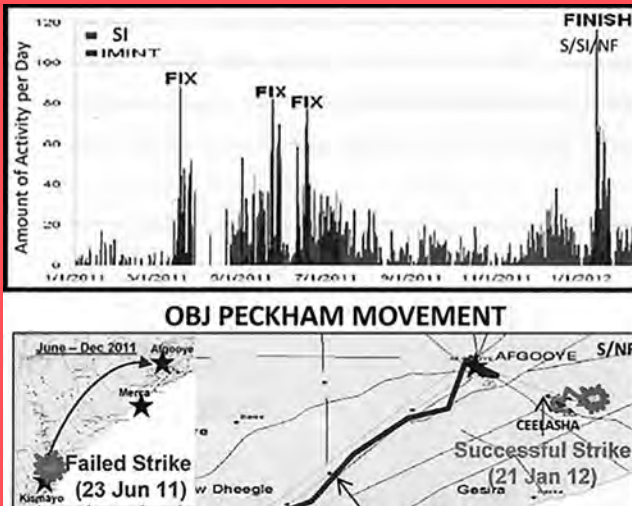 120
FINISH
S/SI/NF
SI
IMINT
100
FIX
FIX
FIX
80
60
40
20
0
Amount of Activity per Day
1/1/2011
3/1/2011
7/1/2011
9/1/2011
11/1/2011
1/1/2012
OBJ PECKHAM MOVEMENT
June – Dec 2011
Afgooye
Merca
Kismayo
Failed Strike
(23 Jun 11)
S/NF
AFGOOYE
CEELASHA
Successful Strike
(21 Jan 12)
w Dheegle
Gesira